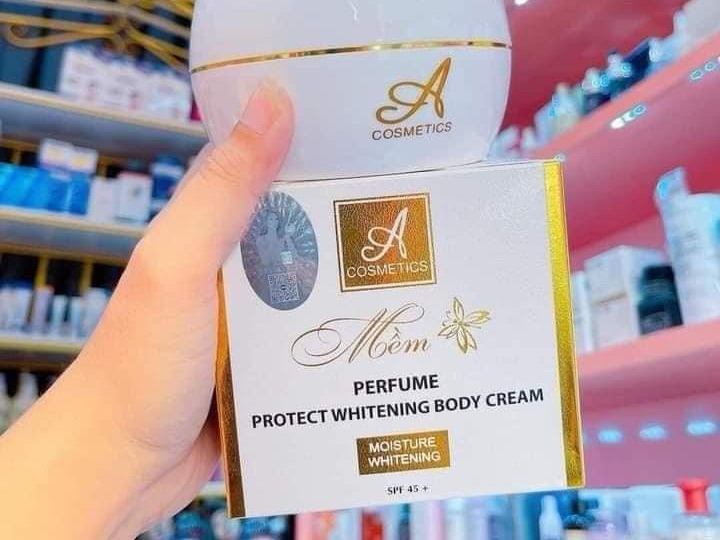 A
COSMETICS
A
COSMETICS
Mềm
PERFUME
PROTECT WHITENING BODY CREAM
MOISTURE
WHITENING
SPF 45 +